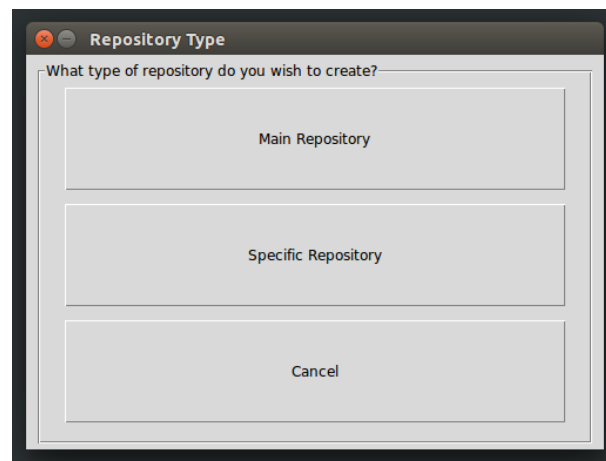 Repository Type
What type of repository do you wish to create?
Main Repository
Specific Repository
Cancel